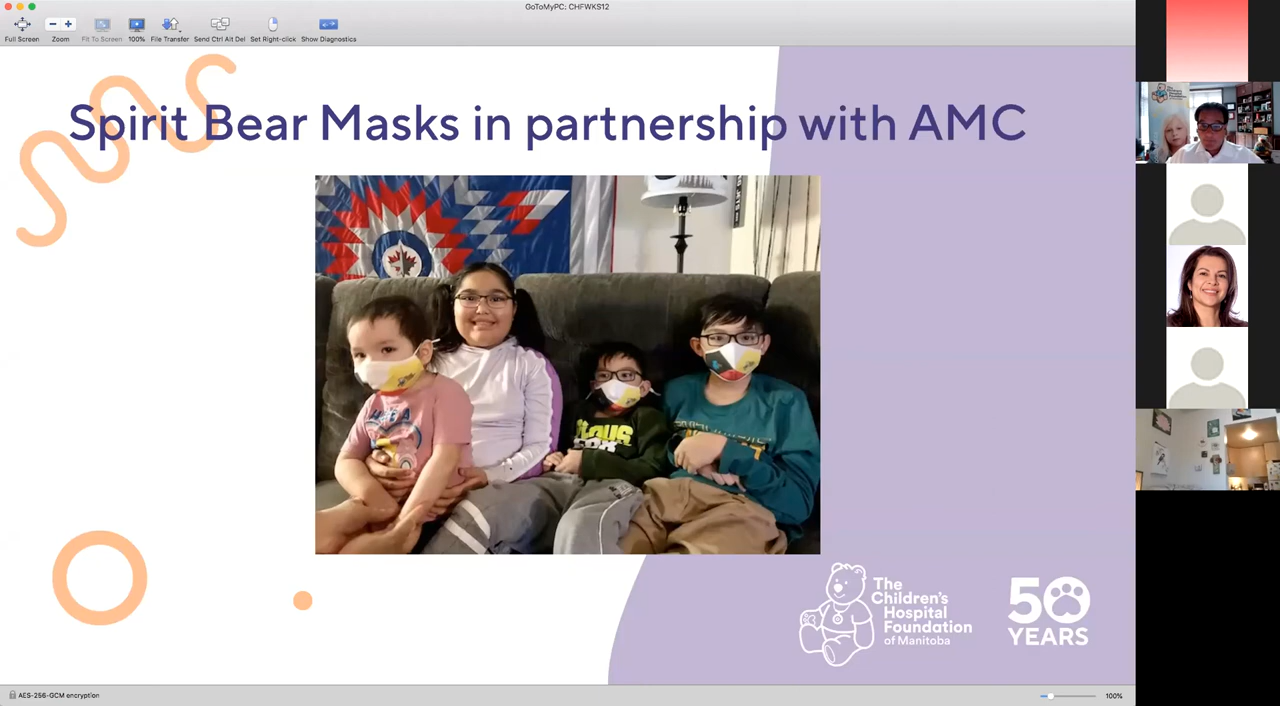 GoToMyPC: CHFWKS12
Full Screen
Zoom
Fit To Screen
100%
File Transfer
Send Ctrl Alt Del
Set Right-click
Show Diagnostics
Spirit Bear Masks in partnership with AMC
The
Children's
Hospital
Foundation
of Manitoba
50
YEARS
AES-256-GCM encryption
100%